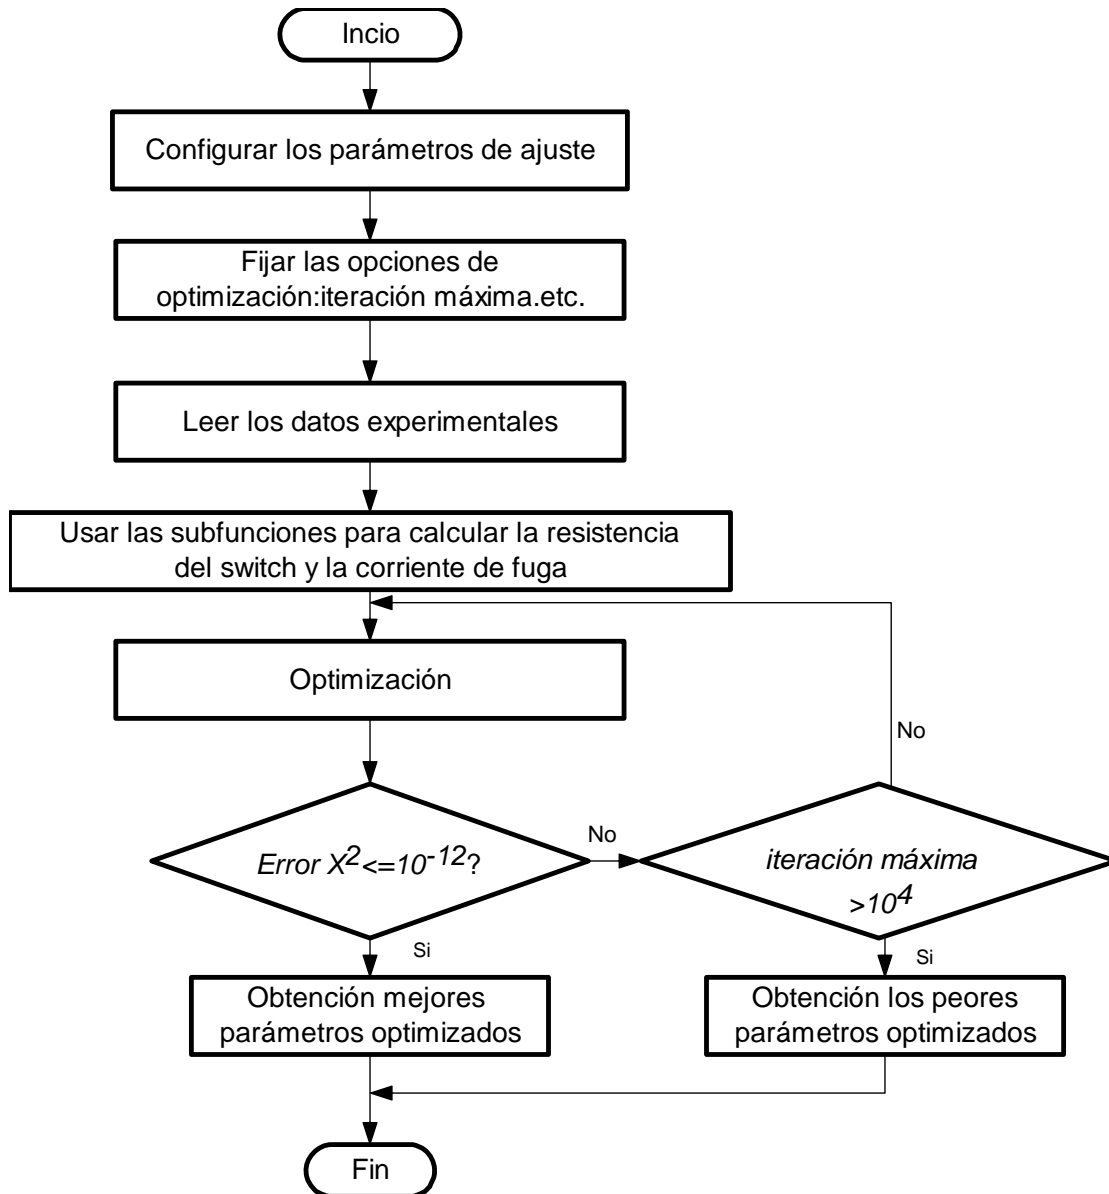 Incio
Configurar los parámetros de ajuste
Fijar las opciones de
optimización:iteración máxima.etc.
Leer los datos experimentales
Usar las subfunciones para calcular la resistencia
del switch y la corriente de fuga
Optimización
No
No
Error X²<=10⁻¹²?
iteración máxima
>10⁴
Si
Si
Obtención mejores
parámetros optimizados
Obtención los peores
parámetros optimizados
Fin